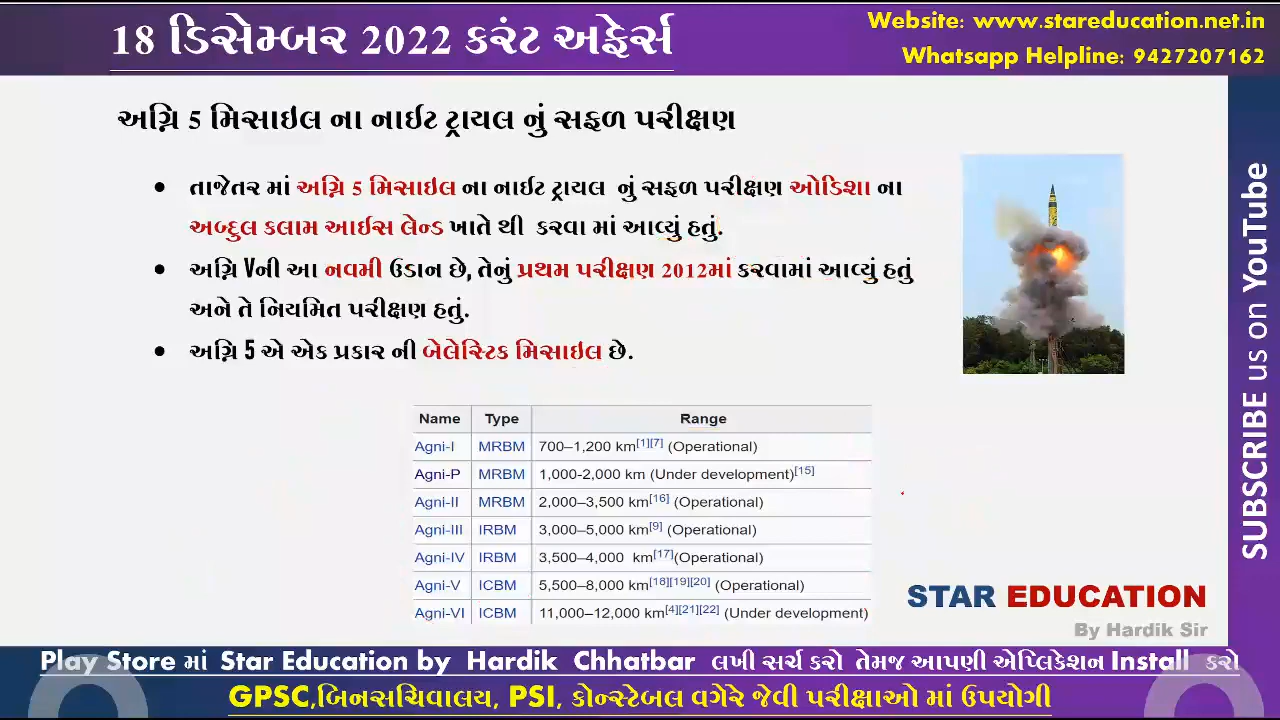 18 ડિસેમ્બર 2022 કરંટ અફેર્સ
Website: www.stareducation.net.in
Whatsapp Helpline: 9427207162
અગ્નિ 5 મિસાઇલ ના નાઈટ ટ્રાયલ નું સફળ પરીક્ષણ
• તાજેતર માં અગ્નિ 5 મિસાઇલ ના નાઈટ ટ્રાયલ નું સફળ પરીક્ષણ ઓડિશા ના
અબ્દુલ કલામ આઈસ લેન્ડ ખાતે થી કરવા માં આવ્યું હતું.
• અગ્નિ Vની આ નવમી ઉડાન છે, તેનું પ્રથમ પરીક્ષણ 2012માં કરવામાં આવ્યું હતું
અને તે નિયમિત પરીક્ષણ હતું.
• અગ્નિ 5 એ એક પ્રકાર ની બેલેસ્ટિક મિસાઇલ છે.
Name Type Range
Agni-I MRBM 700–1,200 km[1][7] (Operational)
Agni-P MRBM 1,000-2,000 km (Under development)[15]
Agni-II MRBM 2,000–3,500 km[16] (Operational)
Agni-III IRBM 3,000–5,000 km[9] (Operational)
Agni-IV IRBM 3,500–4,000 km[17](Operational)
Agni-V ICBM 5,500–8,000 km[18][19][20] (Operational)
Agni-VI ICBM 11,000–12,000 km[4][21][22] (Under development)
STAR EDUCATION
By Hardik Sir
SUBSCRIBE us on YouTube
Play Store માં Star Education by Hardik Chhatbar લખી સર્ચ કરો તેમજ આપણી એપ્લિકેશન Install કરો
GPSC,બિનસચિવાલય, PSI, કોન્સ્ટેબલ વગેરે જેવી પરીક્ષાઓ માં ઉપયોગી